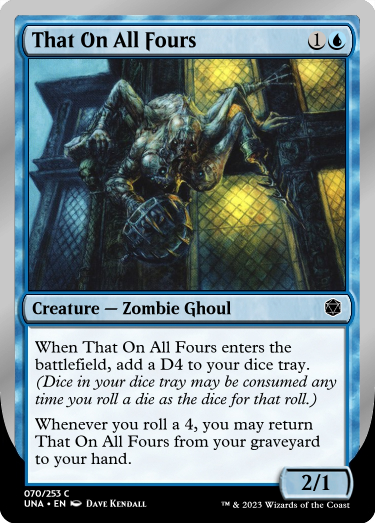 That On All Fours 1
Creature — Zombie Ghoul
When That On All Fours enters the
battlefield, add a D4 to your dice tray.
(Dice in your dice tray may be consumed any
time you roll a die as the dice for that roll.)
Whenever you roll a 4, you may return
That On All Fours from your graveyard
to your hand.
2/1
070/253 C
UNA • EN Dave Kendall
™ & 2023 Wizards of the Coast